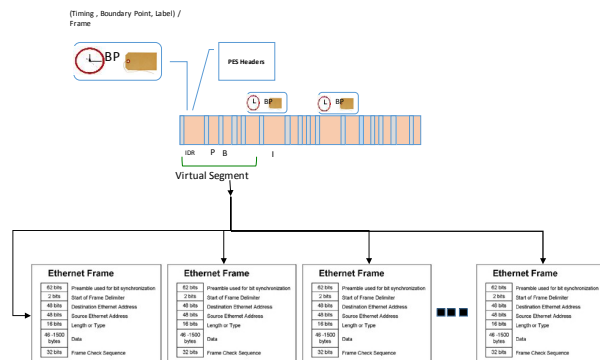 (Timing , Boundary Point, Label) /
Frame
BP
PES Headers
BP
BP
IDR P B I
Virtual Segment
Ethernet Frame
62 bits Preamble used for bit synchronization
2 bits Start of Frame Delimiter
48 bits Destination Ethernet Address
48 bits Source Ethernet Address
16 bits Length or Type
46 -1500
bytes Data
32 bits Frame Check Sequence
Ethernet Frame
62 bits Preamble used for bit synchronization
2 bits Start of Frame Delimiter
48 bits Destination Ethernet Address
48 bits Source Ethernet Address
16 bits Length or Type
46 -1500
bytes Data
32 bits Frame Check Sequence
Ethernet Frame
62 bits Preamble used for bit synchronization
2 bits Start of Frame Delimiter
48 bits Destination Ethernet Address
48 bits Source Ethernet Address
16 bits Length or Type
46 -1500
bytes Data
32 bits Frame Check Sequence
Ethernet Frame
62 bits Preamble used for bit synchronization
2 bits Start of Frame Delimiter
48 bits Destination Ethernet Address
48 bits Source Ethernet Address
16 bits Length or Type
46 -1500
bytes Data
32 bits Frame Check Sequence